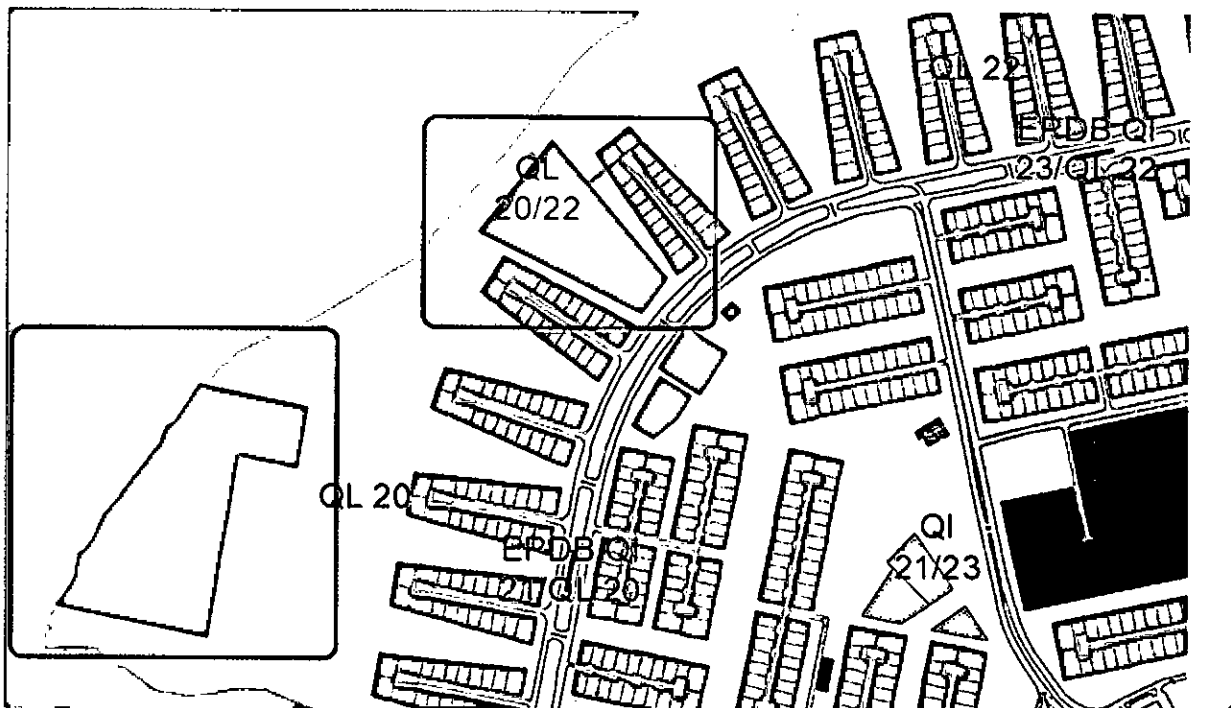 QL 22
EPDB QI
23/QL 22
QL
20/22
QL 20
EPDB QI
21/QL 20
QI
21/23